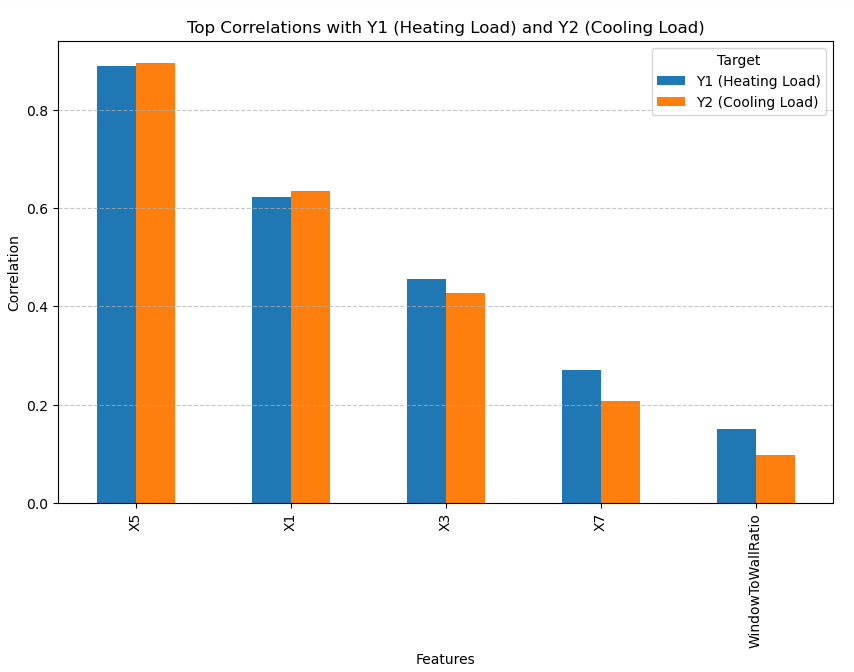 Top Correlations with Y1 (Heating Load) and Y2 (Cooling Load)
Target
Y1 (Heating Load)
Y2 (Cooling Load)
Correlation
0.8
0.6
0.4
0.2
0.0
X5
X1
X3
X7
WindowToWallRatio
Features